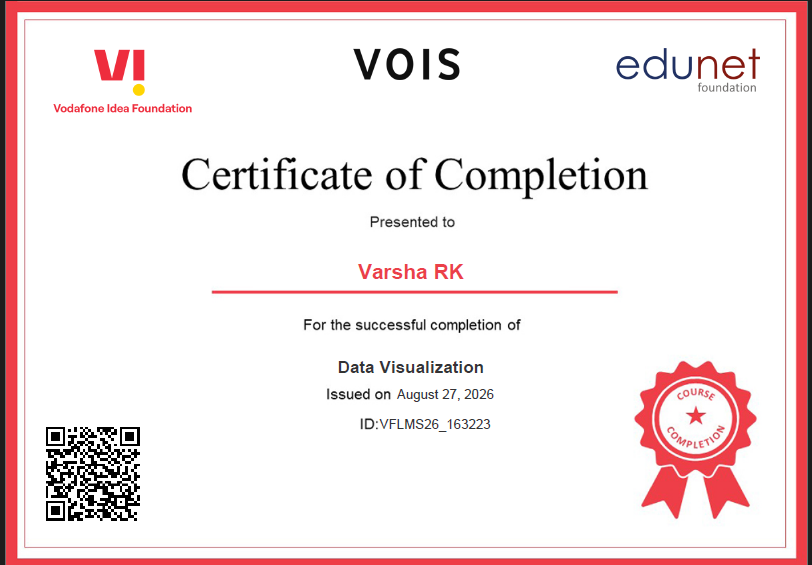 VI
Vodafone Idea Foundation
VOIS
edunet
foundation
Certificate of Completion
Presented to
Varsha RK
For the successful completion of
Data Visualization
Issued on August 27, 2026
ID:VFLMS26_163223
COURSE
COMPLETION